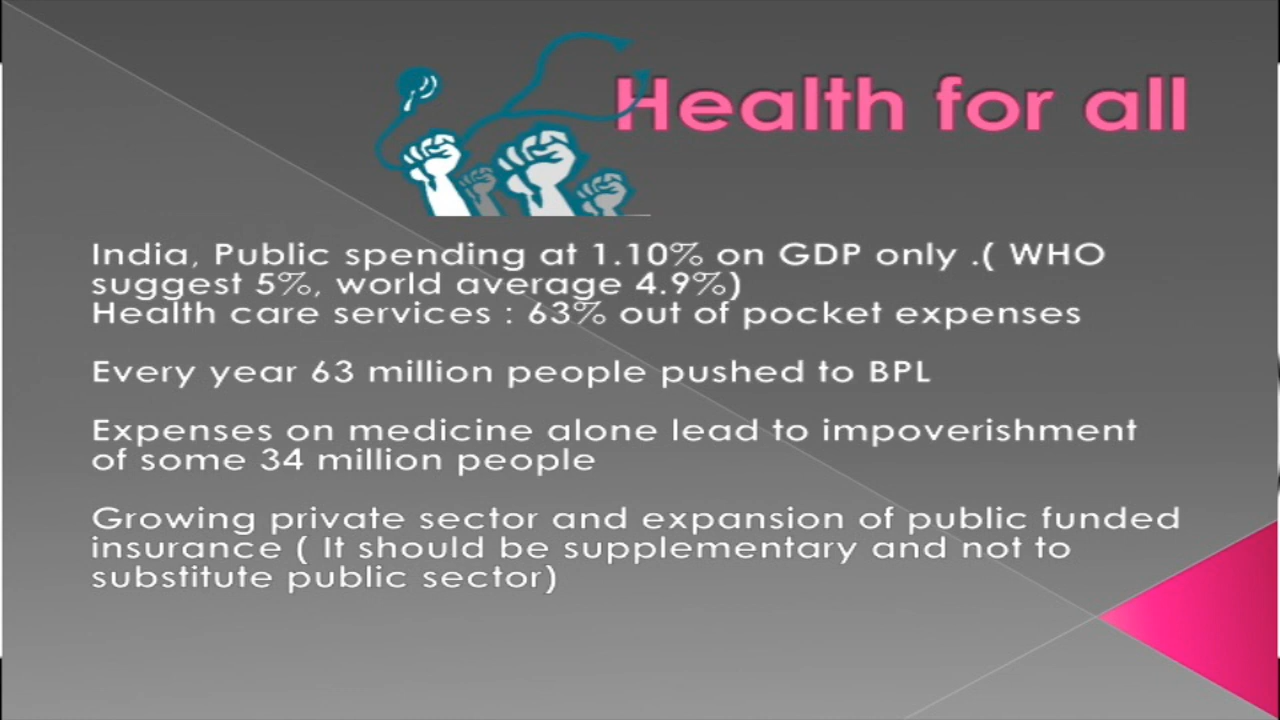 Health for all
India, Public spending at 1.10% on GDP only .( WHO
suggest 5%, world average 4.9%)
Health care services : 63% out of pocket expenses
Every year 63 million people pushed to BPL
Expenses on medicine alone lead to impoverishment
of some 34 million people
Growing private sector and expansion of public funded
insurance ( It should be supplementary and not to
substitute public sector)